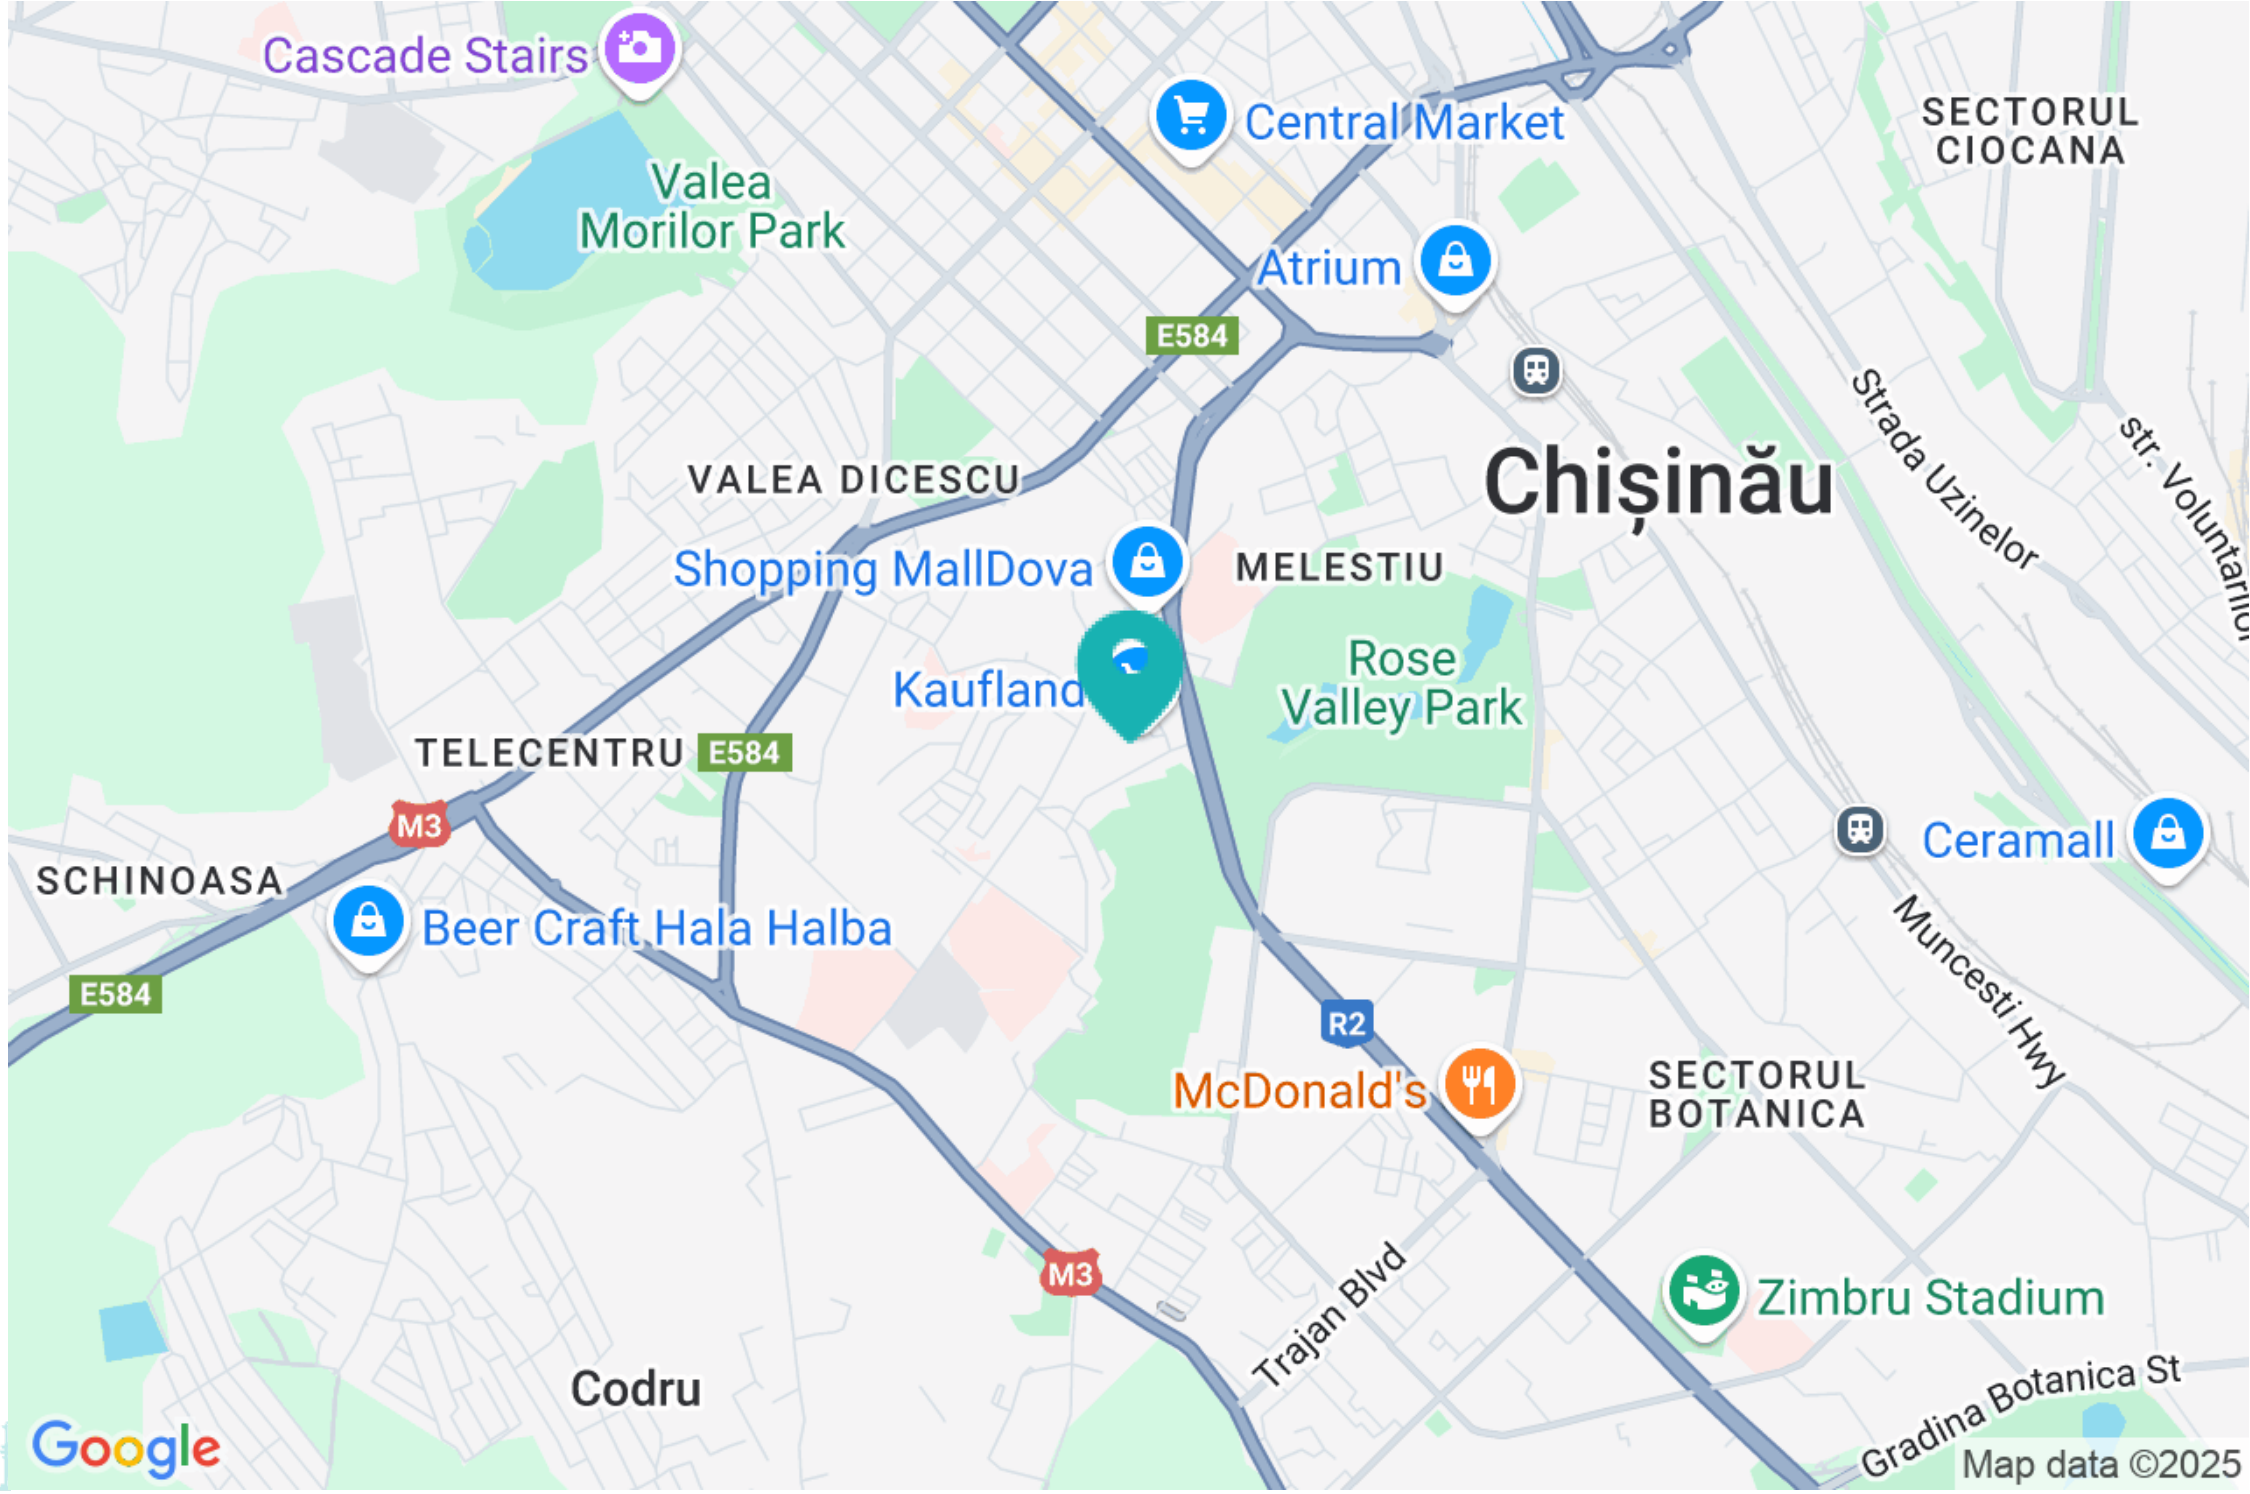 Cascade Stairs
Central Market
SECTORUL
CIOCANA
Valea
Morilor Park
Atrium
E584
Strada Uzinelor
str. Voluntarilor
VALEA DICESCU
Chișinău
Shopping MallDova
MELESTIU
Kaufland
Rose
Valley Park
TELECENTRU
E584
M3
Ceramall
SCHINOASA
Beer Craft Hala Halba
Muncesti Hwy
E584
R2
McDonald's
SECTORUL
BOTANICA
M3
Trajan Blvd
Zimbru Stadium
Codru
Gradina Botanica St
Google
Map data ©2025